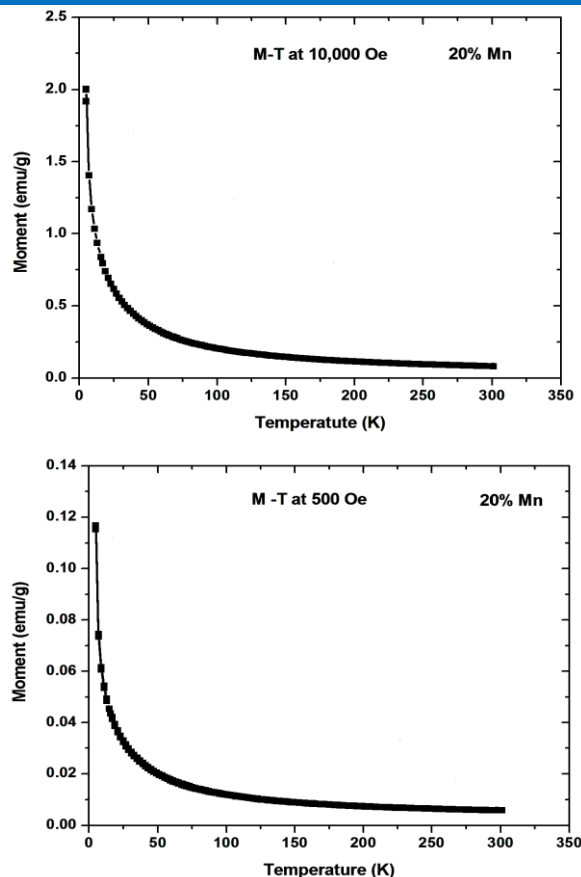 2.5
M-T at 10,000 Oe 20% Mn
2.0
1.5
1.0
0.5
0.0
Moment (emu/g)
0 50 100 150 200 250 300 350
Temperatute (K)
0.14
M -T at 500 Oe 20% Mn
0.12
0.10
0.08
0.06
0.04
0.02
0.00
Moment (emu/g)
0 50 100 150 200 250 300 350
Temperature (K)